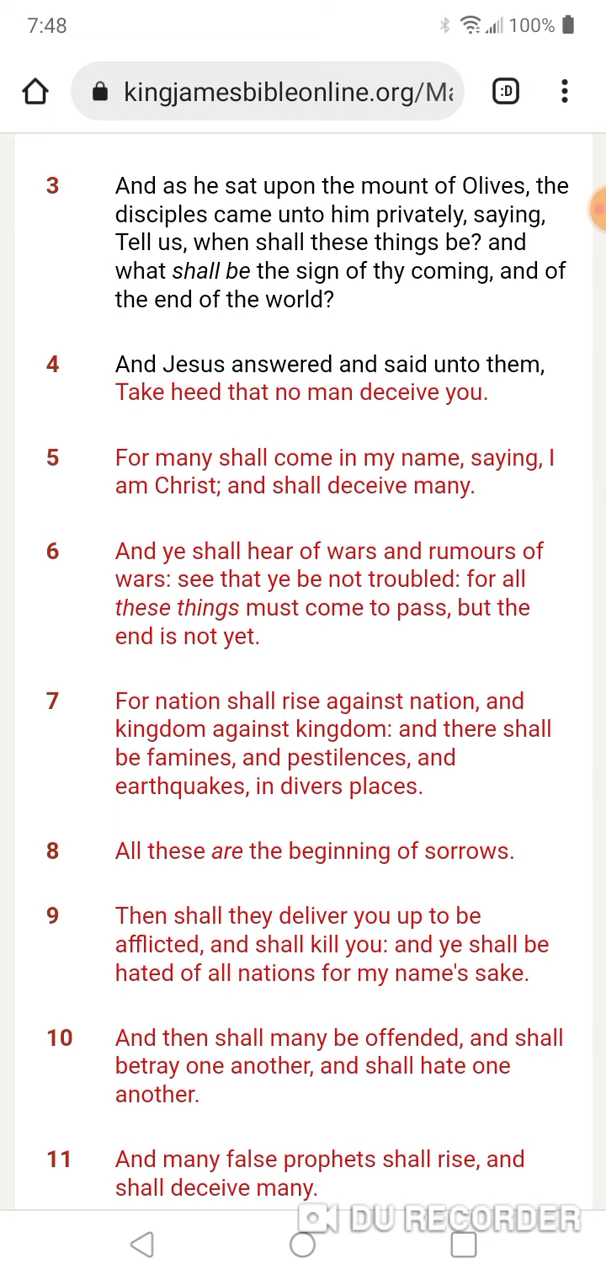 7:48
100%
kingjamesbibleonline.org/Ma
:D
3 And as he sat upon the mount of Olives, the
disciples came unto him privately, saying,
Tell us, when shall these things be? and
what shall be the sign of thy coming, and of
the end of the world?
4 And Jesus answered and said unto them,
Take heed that no man deceive you.
5 For many shall come in my name, saying, I
am Christ; and shall deceive many.
6 And ye shall hear of wars and rumours of
wars: see that ye be not troubled: for all
these things must come to pass, but the
end is not yet.
7 For nation shall rise against nation, and
kingdom against kingdom: and there shall
be famines, and pestilences, and
earthquakes, in divers places.
8 All these are the beginning of sorrows.
9 Then shall they deliver you up to be
afflicted, and shall kill you: and ye shall be
hated of all nations for my name's sake.
10 And then shall many be offended, and shall
betray one another, and shall hate one
another.
11 And many false prophets shall rise, and
shall deceive many.
DU RECORDER